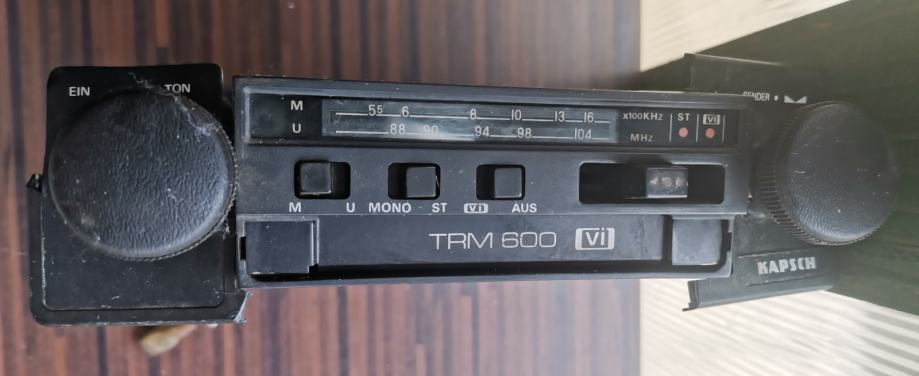 EIN TON
M 55 6 8 10 13 16 x100KHz ST Vi
U 88 90 94 98 104 MHz
M U MONO ST Vi AUS
TRM 600 Vi
SENDER
KAPSCH